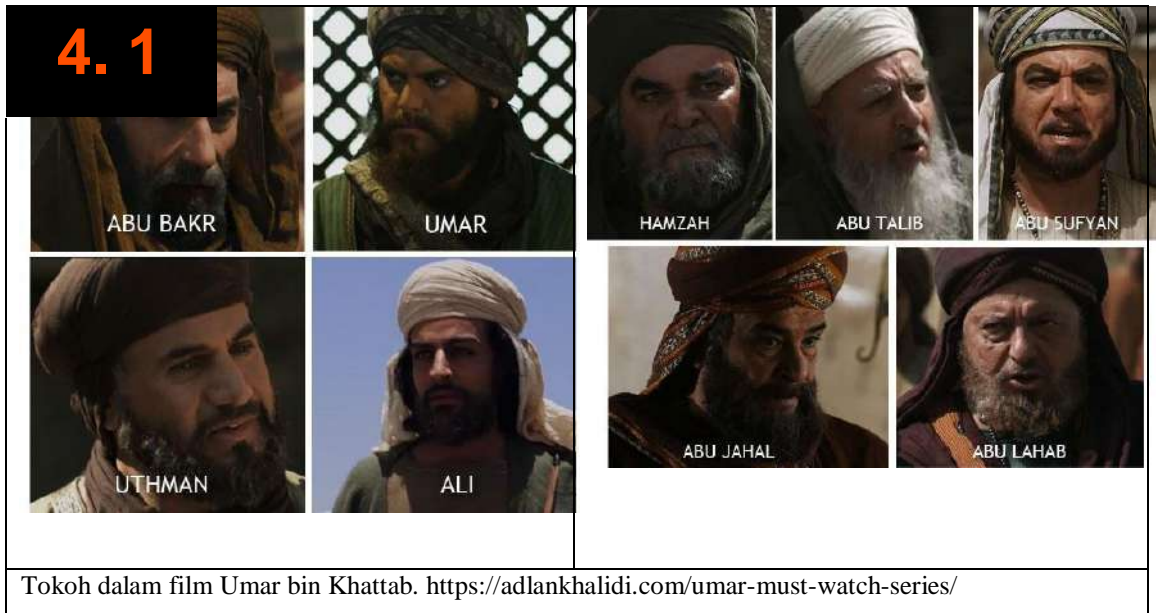 4. 1
ABU BAKR
UMAR
UTHMAN
ALI
HAMZAH
ABU TALIB
ABU SUFYAN
ABU JAHAL
ABU LAHAB
Tokoh dalam film Umar bin Khattab. https://adlankhalidi.com/umar-must-watch-series/